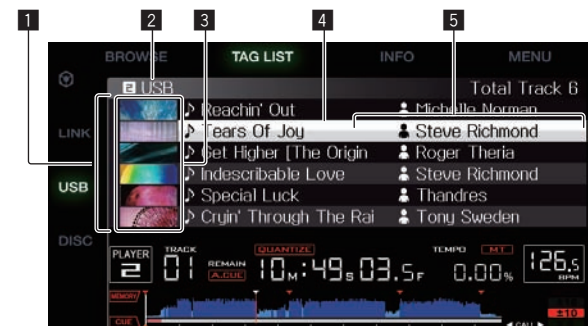 1 2 3 4 5
BROWSE TAG LIST INFO MENU
2 USB Total Track 6
Reachin' Out Michelle Norman
LINK Tears Of Joy Steve Richmond
Get Higher [The Origin Roger Theria
USB Indescribable Love Steve Richmond
Special Luck Thandres
Cryin' Through The Rai Tony Sweden
DISC
PLAYER 2 TRACK 01 REMAIN A.CUE QUANTIZE 10M:49S03.5F TEMPO MT 0.00% 126.5 BPM
MEMORY
CUE CALL ±10